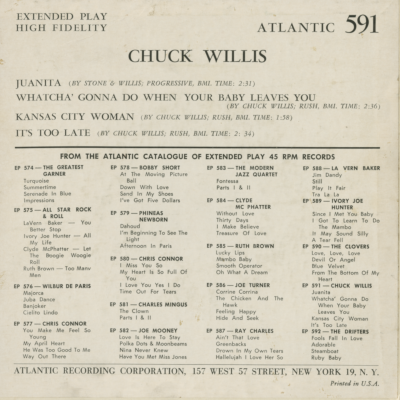 EXTENDED PLAY
HIGH FIDELITY
ATLANTIC 591
CHUCK WILLIS
JUANITA (BY STONE & WILLIS; PROGRESSIVE, BMI. TIME: 2:31)
WHATCHA' GONNA DO WHEN YOUR BABY LEAVES YOU
(BY CHUCK WILLIS; RUSH, BMI. TIME: 2:36)
KANSAS CITY WOMAN (BY CHUCK WILLIS; RUSH, BMI. TIME: 1:56)
IT'S TOO LATE (BY CHUCK WILLIS; RUSH, BMI. TIME: 2: 34)
FROM THE ATLANTIC CATALOGUE OF EXTENDED PLAY 45 RPM RECORDS
EP 574—THE GREATEST
GARNER
Turquoise
Summertime
Serenade In Blue
Impressions
EP 575—ALL STAR ROCK
& ROLL
LaVern Baker — You
Better Stop
Ivory Joe Hunter — All
My Life
Clyde McPhatter — Let
The Boogie Woogie
Roll
Ruth Brown — Too Many
Men
EP 576—WILBUR DE PARIS
Majorca
Juba Dance
Banjoker
Cielito Lindo
EP 577—CHRIS CONNOR
You Make Me Feel So
Young
My April Heart
He Was Too Good To Me
Way Out There
EP 578—BOBBY SHORT
At The Moving Picture
Ball
Down With Love
Send In My Shoes
I've Got Five Dollars
EP 579—PHINEAS
NEWBORN
Dahoud
I'm Beginning To See The
Light
Afternoon In Paris
EP 580—CHRIS CONNOR
I Miss You So
My Heart Is So Full Of
You
I Love You Yes I Do
Time Out For Tears
EP 581—CHARLES MINGUS
The Clown
Parts I & II
EP 582—JOE MOONEY
Love Is Here To Stay
Polka Dots & Moonbeams
Nina Never Knew
Have You Met Miss Jones
EP 583—THE MODERN
JAZZ QUARTET
Fontessa
Parts I & II
EP 584—CLYDE
MC PHATTER
Without Love
Thirty Days
I Make Believe
Treasure Of Love
EP 585—RUTH BROWN
Lucky Lips
Mambo Baby
Smooth Operator
Oh What A Dream
EP 586—JOE TURNER
Corrine Corrina
The Chicken And The
Hawk
Feeling Happy
Hide And Seek
EP 587—RAY CHARLES
Ain't That Love
Greenbacks
Drown In My Own Tears
Hallelujah I Love Her So
EP 588—LA VERN BAKER
Jim Dandy
Still
Play It Fair
Tra La La
EP 589—IVORY JOE
HUNTER
Since I Met You Baby
I Got To Learn To Do
The Mambo
It May Sound Silly
A Tear Fell
EP 590—THE CLOVERS
Love, Love, Love
Devil Or Angel
Blue Velvet
From The Bottom Of My
Heart
EP 591—CHUCK WILLIS
Juanita
Whatcha' Gonna Do
When Your Baby
Leaves You
Kansas City Woman
It's Too Late
EP 592—THE DRIFTERS
Fools Fall In Love
Adorable
Steamboat
Ruby Baby
ATLANTIC RECORDING CORPORATION, 157 WEST 57 STREET, NEW YORK 19, N. Y.
Printed in U.S.A.